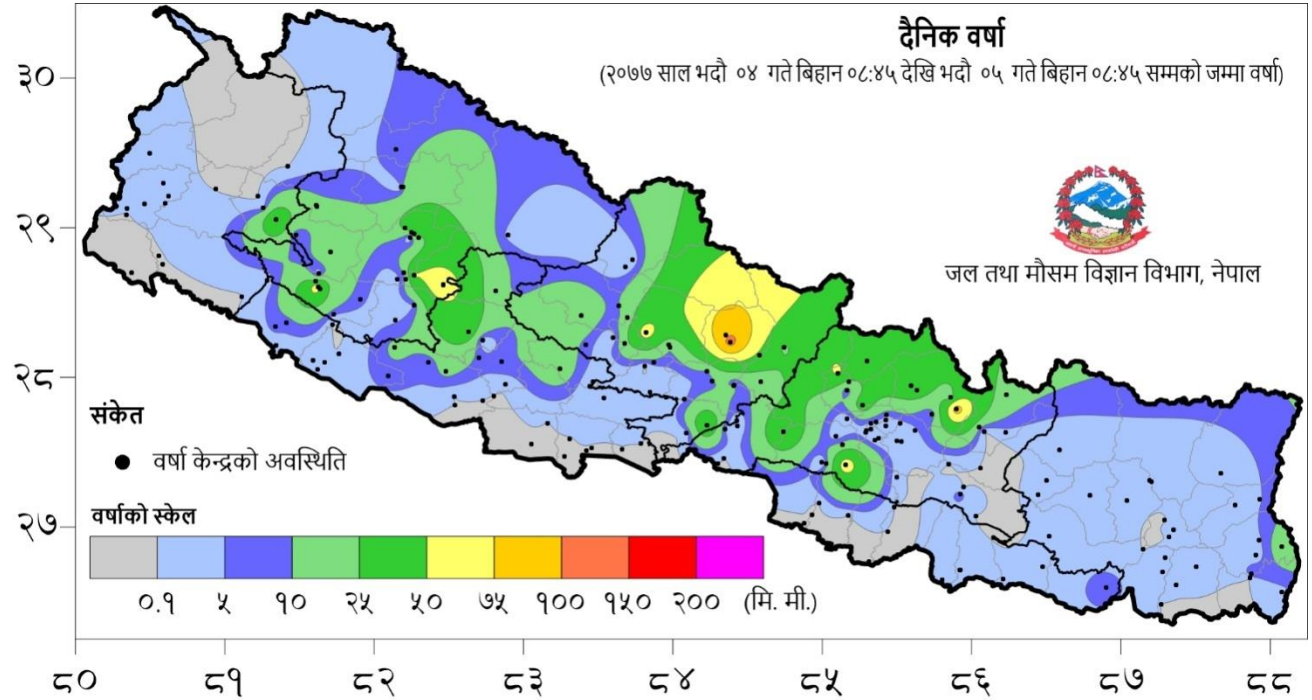 दैनिक वर्षा
(२०७७ साल भदौ ०४ गते बिहान ०८:४५ देखि भदौ ०५ गते बिहान ०८:४५ सम्मको जम्मा वर्षा)
३०
२९
जल तथा मौसम विज्ञान विभाग, नेपाल
२८
संकेत
वर्षा केन्द्रको अवस्थिति
वर्षाको स्केल
२७
०.१ ५ १० २५ ५० ७५ १०० १५० २०० (मि. मी.)
८० ८१ ८२ ८३ ८४ ८५ ८६ ८७ ८८